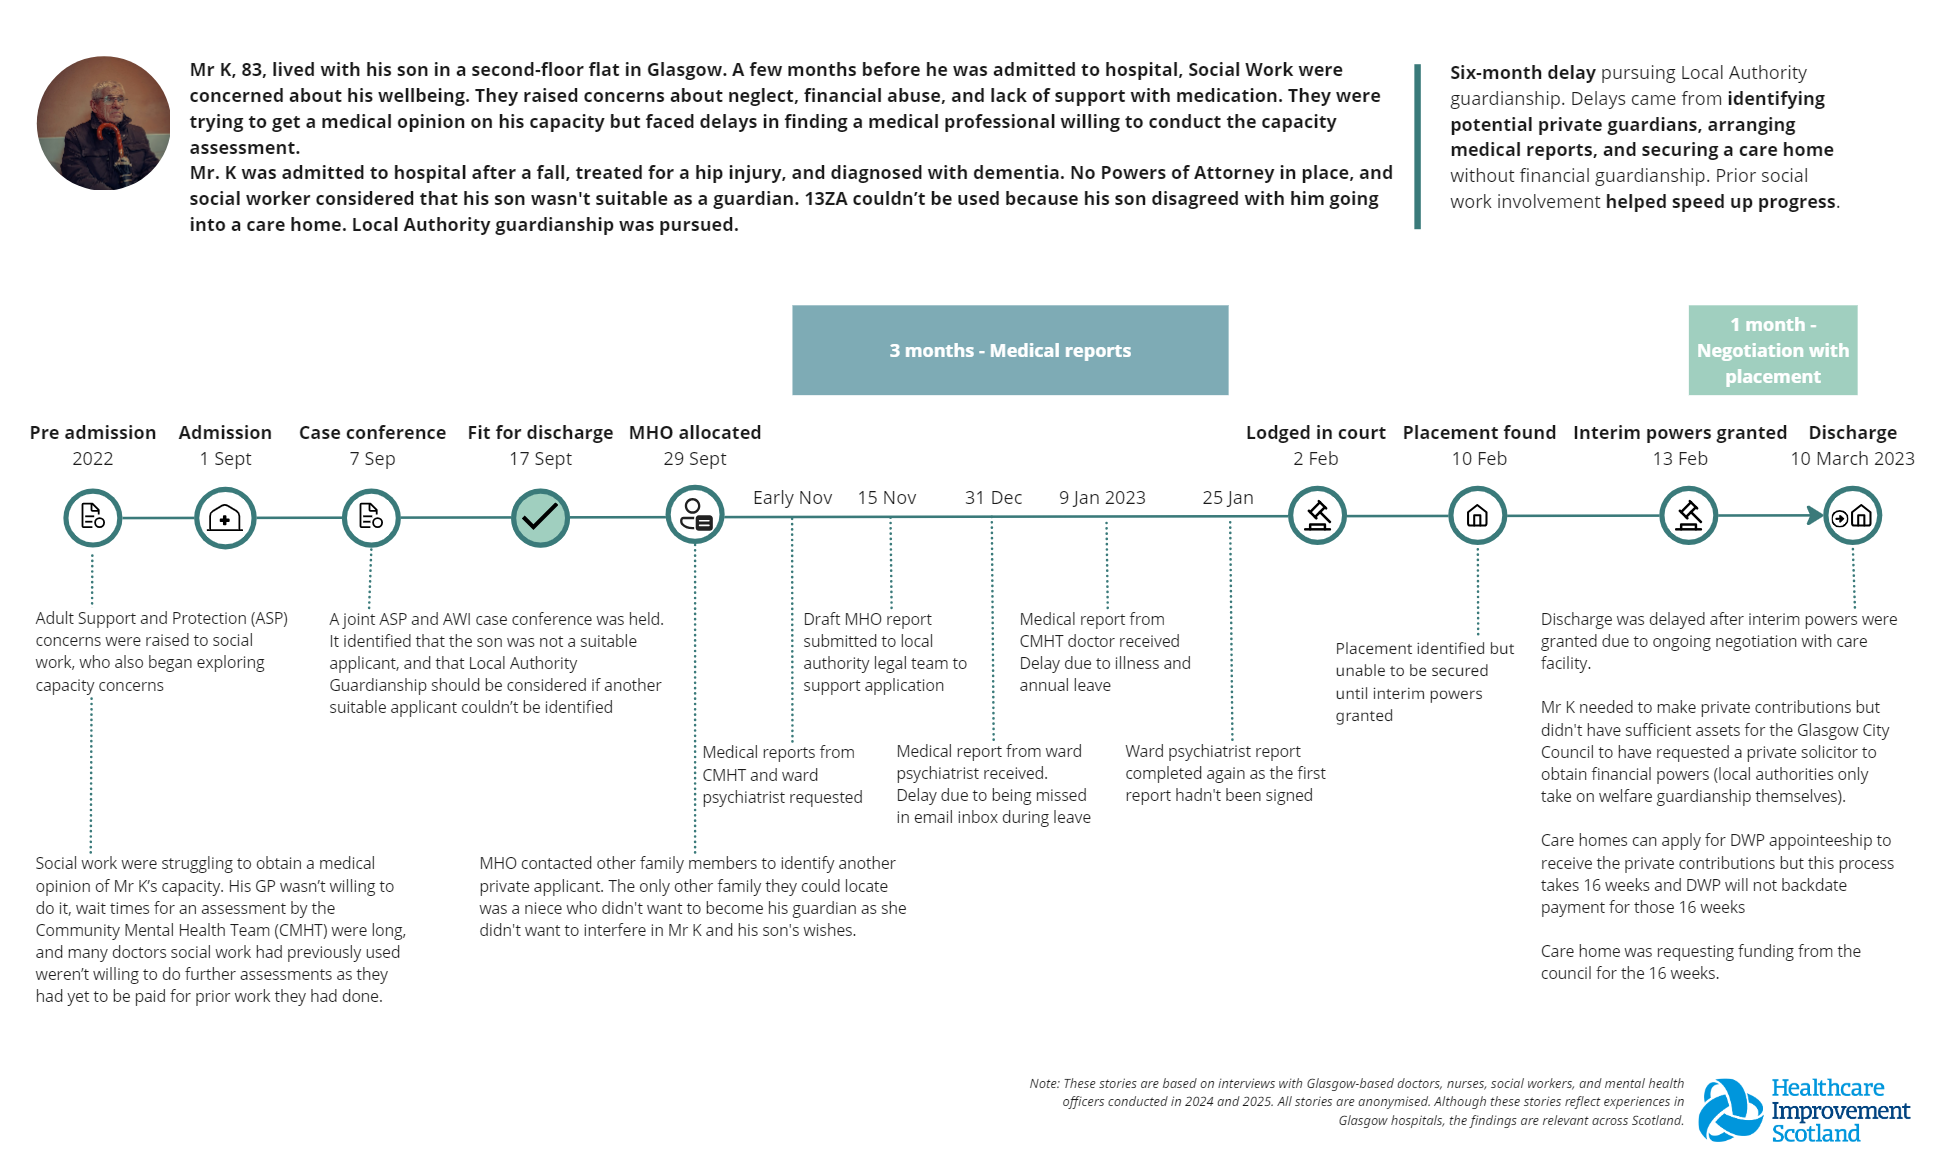 Mr K, 83, lived with his son in a second-floor flat in Glasgow. A few months before he was admitted to hospital, Social Work were
concerned about his wellbeing. They raised concerns about neglect, financial abuse, and lack of support with medication. They were
trying to get a medical opinion on his capacity but faced delays in finding a medical professional willing to conduct the capacity
assessment.
Mr. K was admitted to hospital after a fall, treated for a hip injury, and diagnosed with dementia. No Powers of Attorney in place, and
social worker considered that his son wasn't suitable as a guardian. 13ZA couldn’t be used because his son disagreed with him going
into a care home. Local Authority guardianship was pursued.
Six-month delay pursuing Local Authority
guardianship. Delays came from identifying
potential private guardians, arranging
medical reports, and securing a care home
without financial guardianship. Prior social
work involvement helped speed up progress.
3 months - Medical reports
1 month -
Negotiation with
placement
Pre admission
2022
Admission
1 Sept
Case conference
7 Sep
Fit for discharge
17 Sept
MHO allocated
29 Sept
Early Nov
15 Nov
31 Dec
9 Jan 2023
25 Jan
Lodged in court
2 Feb
Placement found
10 Feb
Interim powers granted
13 Feb
Discharge
10 March 2023
Adult Support and Protection (ASP)
concerns were raised to social
work, who also began exploring
capacity concerns
Social work were struggling to obtain a medical
opinion of Mr K’s capacity. His GP wasn’t willing to
do it, wait times for an assessment by the
Community Mental Health Team (CMHT) were long,
and many doctors social work had previously used
weren’t willing to do further assessments as they
had yet to be paid for prior work they had done.
A joint ASP and AWI case conference was held.
It identified that the son was not a suitable
applicant, and that Local Authority
Guardianship should be considered if another
suitable applicant couldn’t be identified
MHO contacted other family members to identify another
private applicant. The only other family they could locate
was a niece who didn't want to become his guardian as she
didn't want to interfere in Mr K and his son's wishes.
Medical reports from
CMHT and ward
psychiatrist requested
Draft MHO report
submitted to local
authority legal team to
support application
Medical report from ward
psychiatrist received.
Delay due to being missed
in email inbox during leave
Medical report from
CMHT doctor received
Delay due to illness and
annual leave
Ward psychiatrist report
completed again as the first
report hadn't been signed
Placement identified but
unable to be secured
until interim powers
granted
Discharge was delayed after interim powers were
granted due to ongoing negotiation with care
facility.
Mr K needed to make private contributions but
didn't have sufficient assets for the Glasgow City
Council to have requested a private solicitor to
obtain financial powers (local authorities only
take on welfare guardianship themselves).
Care homes can apply for DWP appointeeship to
receive the private contributions but this process
takes 16 weeks and DWP will not backdate
payment for those 16 weeks
Care home was requesting funding from the
council for the 16 weeks.
Note: These stories are based on interviews with Glasgow-based doctors, nurses, social workers, and mental health
officers conducted in 2024 and 2025. All stories are anonymised. Although these stories reflect experiences in
Glasgow hospitals, the findings are relevant across Scotland.
Healthcare
Improvement
Scotland